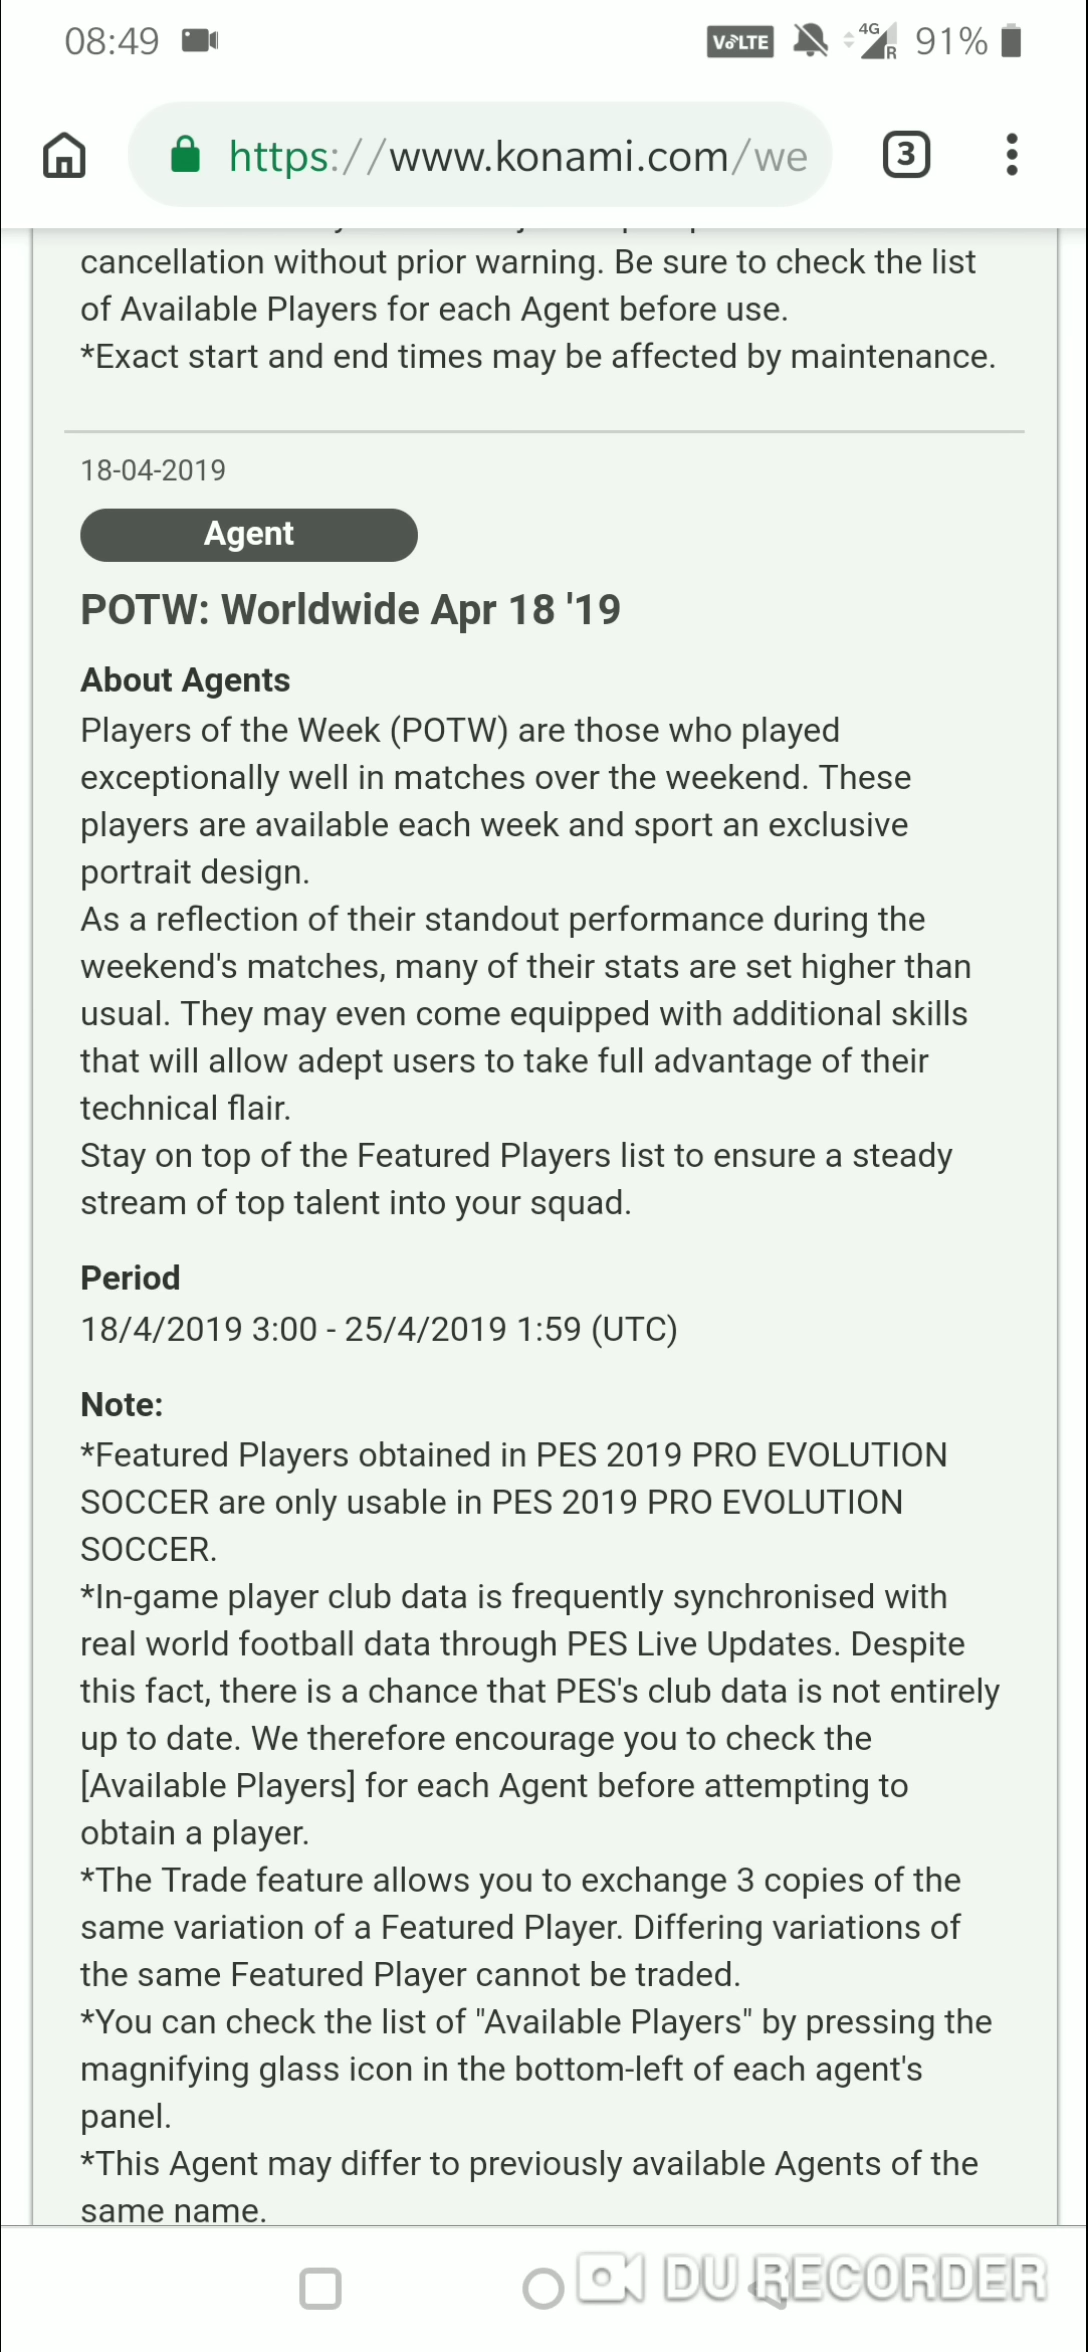 08:49
VoLTE
4G
R
91%
https://www.konami.com/we
3
cancellation without prior warning. Be sure to check the list
of Available Players for each Agent before use.
*Exact start and end times may be affected by maintenance.
18-04-2019
Agent
POTW: Worldwide Apr 18 '19
About Agents
Players of the Week (POTW) are those who played
exceptionally well in matches over the weekend. These
players are available each week and sport an exclusive
portrait design.
As a reflection of their standout performance during the
weekend's matches, many of their stats are set higher than
usual. They may even come equipped with additional skills
that will allow adept users to take full advantage of their
technical flair.
Stay on top of the Featured Players list to ensure a steady
stream of top talent into your squad.
Period
18/4/2019 3:00 - 25/4/2019 1:59 (UTC)
Note:
*Featured Players obtained in PES 2019 PRO EVOLUTION
SOCCER are only usable in PES 2019 PRO EVOLUTION
SOCCER.
*In-game player club data is frequently synchronised with
real world football data through PES Live Updates. Despite
this fact, there is a chance that PES's club data is not entirely
up to date. We therefore encourage you to check the
[Available Players] for each Agent before attempting to
obtain a player.
*The Trade feature allows you to exchange 3 copies of the
same variation of a Featured Player. Differing variations of
the same Featured Player cannot be traded.
*You can check the list of "Available Players" by pressing the
magnifying glass icon in the bottom-left of each agent's
panel.
*This Agent may differ to previously available Agents of the
same name.
DU RECORDER